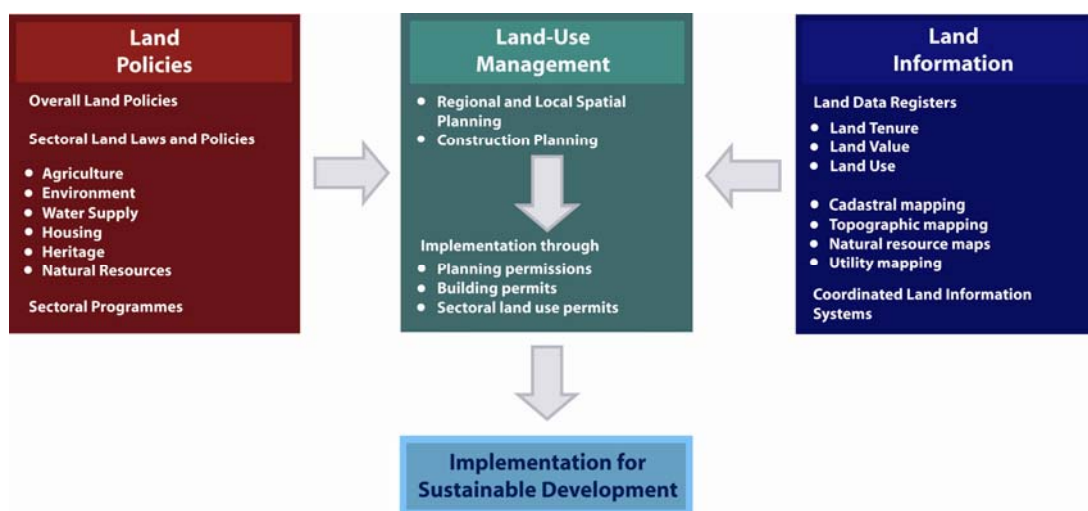 Land
Policies
Overall Land Policies
Sectoral Land Laws and Policies
• Agriculture
• Environment
• Water Supply
• Housing
• Heritage
• Natural Resources
Sectoral Programmes
Land-Use
Management
• Regional and Local Spatial
Planning
• Construction Planning
Implementation through
• Planning permissions
• Building permits
• Sectoral land use permits
Land
Information
Land Data Registers
• Land Tenure
• Land Value
• Land Use
• Cadastral mapping
• Topographic mapping
• Natural resource maps
• Utility mapping
Coordinated Land Information
Systems
Implementation for
Sustainable Development